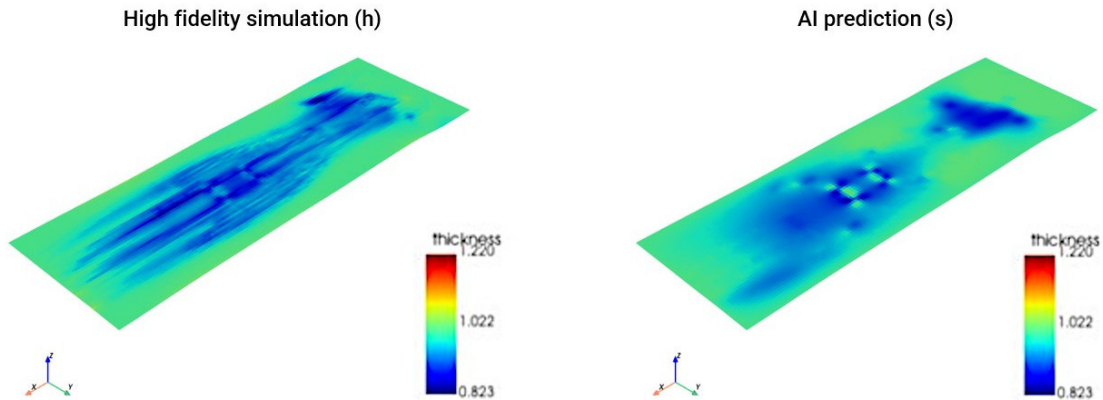 High fidelity simulation (h)
AI prediction (s)
thickness
1.220
1.022
0.823
Z
X
Y
thickness
1.220
1.022
0.823
Z
X
Y